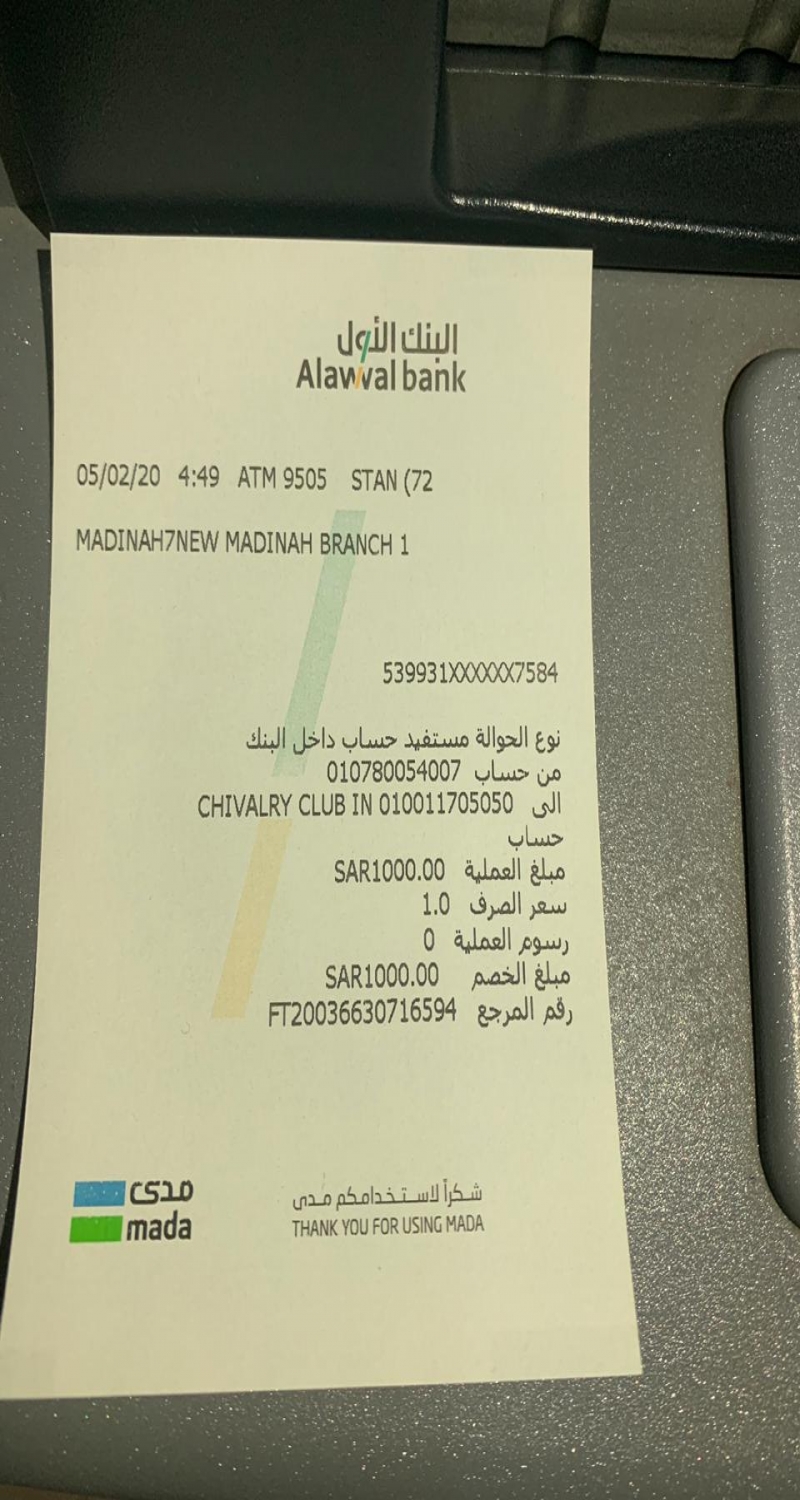 البنك الأول
Alawwal bank
05/02/20 4:49 ATM 9505 STAN (72
MADINAH7NEW MADINAH BRANCH 1
539931XXXXXX7584
نوع الحوالة مستفيد حساب داخل البنك
من حساب 010780054007
الى CHIVALRY CLUB IN 010011705050
حساب
مبلغ العملية SAR1000.00
سعر الصرف 1.0
رسوم العملية 0
مبلغ الخصم SAR1000.00
رقم المرجع FT20036630716594
مدى
mada
شكراً لاستخدامكم مدى
THANK YOU FOR USING MADA